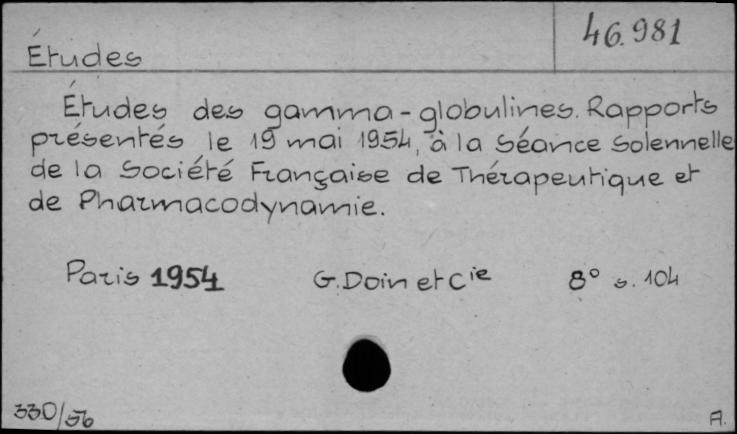 46.981
Études
Études des gamma-globulines. Rapports
présentés le 19 mai 1954, à la Séance Solennelle
de la Société Française de Thérapeutique et
de Pharmacodynamie.
Paris 1954 G. Doin et Cie 8° s. 104
330/56 A.